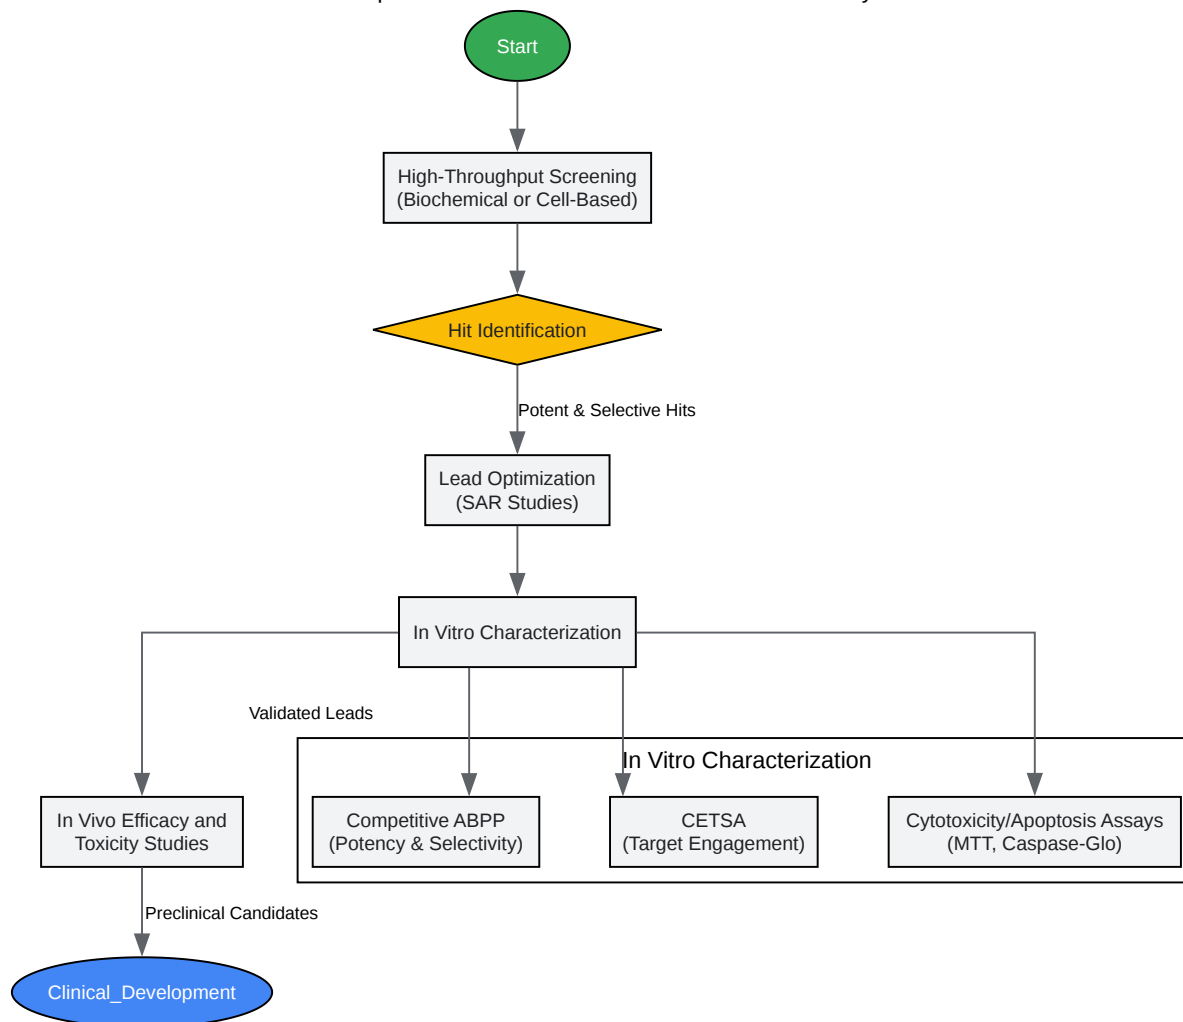 Start
High-Throughput Screening
(Biochemical or Cell-Based)
Hit Identification
Potent & Selective Hits
Lead Optimization
(SAR Studies)
In Vitro Characterization
Validated Leads
In Vitro Characterization
In Vivo Efficacy and
Toxicity Studies
Competitive ABPP
(Potency & Selectivity)
CETSA
(Target Engagement)
Cytotoxicity/Apoptosis Assays
(MTT, Caspase-Glo)
Preclinical Candidates
Clinical_Development